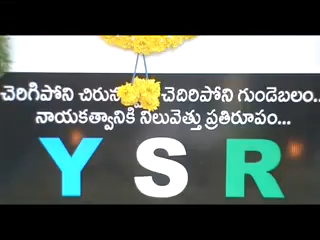 చెరిగిపోని చెదిరిపోని గుండెబలం..
నాయకత్వానికి నిలువెత్తు ప్రతిరూపం...
YSR